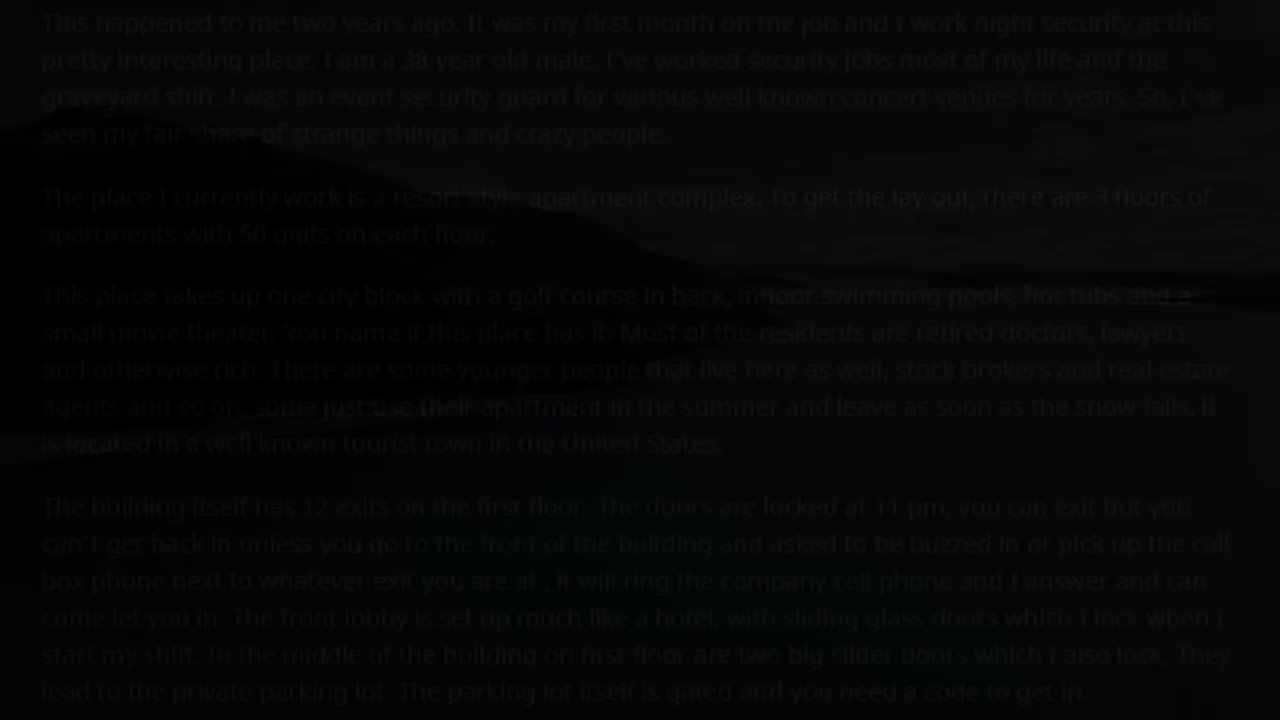 This happened to me two years ago. It was my first month on the job and I work night security at this
pretty interesting place. I am a 38 year old male. I've worked security jobs most of my life and the
graveyard shift. I was an event security guard for various well known concert venues for years. So, I've
seen my fair share of strange things and crazy people.
The place I currently work is a resort style apartment complex. To get the lay out, there are 3 floors of
apartments with 50 units on each floor.
This place takes up one city block with a golf course in back, indoor swimming pools, hot tubs and a
small movie theater. You name it this place has it. Most of the residents are retired doctors, lawyers
and otherwise rich. There are some younger people that live here as well, stock brokers and real estate
agents and so on, some just use their apartment in the summer and leave as soon as the snow falls. It
is located in a well known tourist town in the United States.
The building itself has 12 exits on the first floor. The doors are locked at 11 pm, you can exit but you
can't get back in unless you go to the front of the building and asked to be buzzed in or pick up the call
box phone next to whatever exit you are at , it will ring the company cell phone and I answer and can
come let you in. The front lobby is set up much like a hotel, with sliding glass doors which I lock when I
start my shift. In the middle of the building on first floor are two big slider doors which I also lock. They
lead to the private parking lot. The parking lot itself is gated and you need a code to get in.